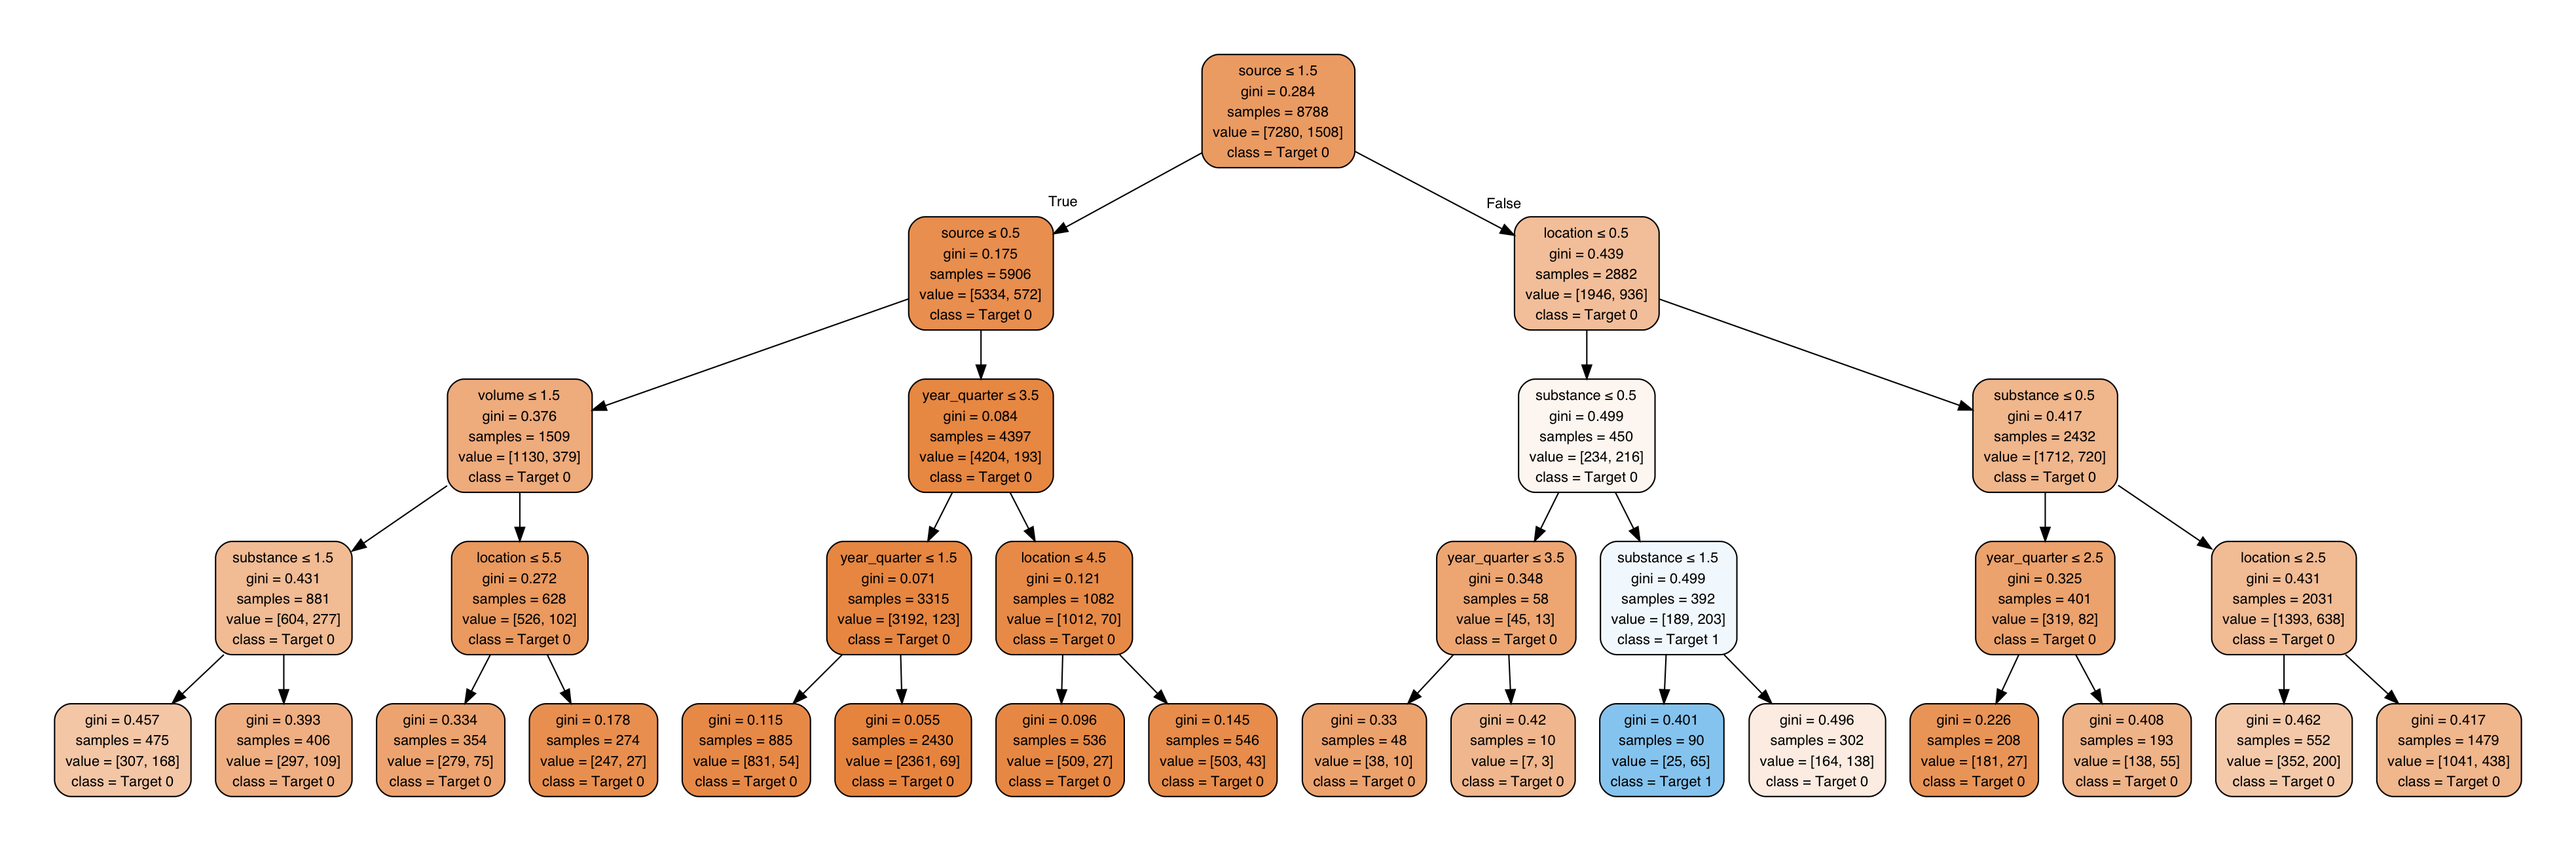 source ≤ 1.5
gini = 0.284
samples = 8788
value = [7280, 1508]
class = Target 0
True
False
source ≤ 0.5
gini = 0.175
samples = 5906
value = [5334, 572]
class = Target 0
location ≤ 0.5
gini = 0.439
samples = 2882
value = [1946, 936]
class = Target 0
volume ≤ 1.5
gini = 0.376
samples = 1509
value = [1130, 379]
class = Target 0
year_quarter ≤ 3.5
gini = 0.084
samples = 4397
value = [4204, 193]
class = Target 0
substance ≤ 0.5
gini = 0.499
samples = 450
value = [234, 216]
class = Target 0
substance ≤ 0.5
gini = 0.417
samples = 2432
value = [1712, 720]
class = Target 0
substance ≤ 1.5
gini = 0.431
samples = 881
value = [604, 277]
class = Target 0
location ≤ 5.5
gini = 0.272
samples = 628
value = [526, 102]
class = Target 0
year_quarter ≤ 1.5
gini = 0.071
samples = 3315
value = [3192, 123]
class = Target 0
location ≤ 4.5
gini = 0.121
samples = 1082
value = [1012, 70]
class = Target 0
year_quarter ≤ 3.5
gini = 0.348
samples = 58
value = [45, 13]
class = Target 0
substance ≤ 1.5
gini = 0.499
samples = 392
value = [189, 203]
class = Target 1
year_quarter ≤ 2.5
gini = 0.325
samples = 401
value = [319, 82]
class = Target 0
location ≤ 2.5
gini = 0.431
samples = 2031
value = [1393, 638]
class = Target 0
gini = 0.457
samples = 475
value = [307, 168]
class = Target 0
gini = 0.393
samples = 406
value = [297, 109]
class = Target 0
gini = 0.334
samples = 354
value = [279, 75]
class = Target 0
gini = 0.178
samples = 274
value = [247, 27]
class = Target 0
gini = 0.115
samples = 885
value = [831, 54]
class = Target 0
gini = 0.055
samples = 2430
value = [2361, 69]
class = Target 0
gini = 0.096
samples = 536
value = [509, 27]
class = Target 0
gini = 0.145
samples = 546
value = [503, 43]
class = Target 0
gini = 0.33
samples = 48
value = [38, 10]
class = Target 0
gini = 0.42
samples = 10
value = [7, 3]
class = Target 0
gini = 0.401
samples = 90
value = [25, 65]
class = Target 1
gini = 0.496
samples = 302
value = [164, 138]
class = Target 0
gini = 0.226
samples = 208
value = [181, 27]
class = Target 0
gini = 0.408
samples = 193
value = [138, 55]
class = Target 0
gini = 0.462
samples = 552
value = [352, 200]
class = Target 0
gini = 0.417
samples = 1479
value = [1041, 438]
class = Target 0